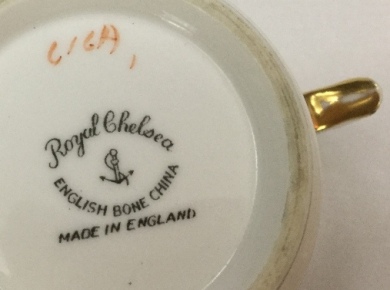 Royal Chelsea
ENGLISH BONE CHINA
MADE IN ENGLAND